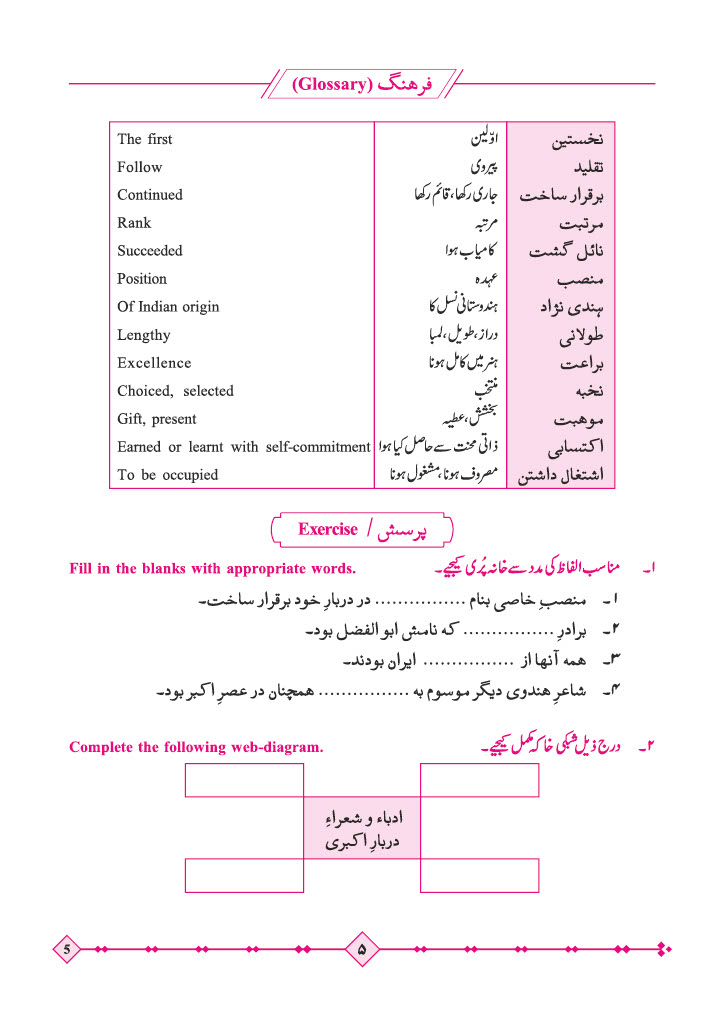 فرهنگ (Glossary)
نخستین اوّلین The first
تقلید پیروی Follow
برقرار ساخت جاری رکھا، قائم رکھا Continued
مرتبت مرتبہ Rank
نائل گشت کامیاب ہوا Succeeded
منصب عہدہ Position
ہندی نژاد ہندوستانی نسل کا Of Indian origin
طولانی دراز، طویل، لمبا Lengthy
براعت ہنر میں کامل ہونا Excellence
نخبہ منتخب Choiced, selected
موھبت بخشش، عطیہ Gift, present
اکتسابی ذاتی محنت سے حاصل کیا ہوا Earned or learnt with self-commitment
اشتغال داشتن مصروف ہونا، مشغول ہونا To be occupied
پرسش / Exercise
۱۔ مناسب الفاظ کی مدد سے خانہ پُری کیجیے۔ Fill in the blanks with appropriate words.
۱۔ منصبِ خاصی بنام ................ در دربارِ خود برقرار ساخت۔
۲۔ برادرِ ................ که نامش ابوالفضل بود۔
۳۔ همه آنها از ................ ایران بودند۔
۴۔ شاعرِ هندوی دیگر موسوم به ................ همچنان در عصرِ اکبر بود۔
۲۔ درج ذیل شبکی خاکہ مکمل کیجیے۔ Complete the following web-diagram.
ادباء و شعراءِ
دربارِ اکبری
5 ۵